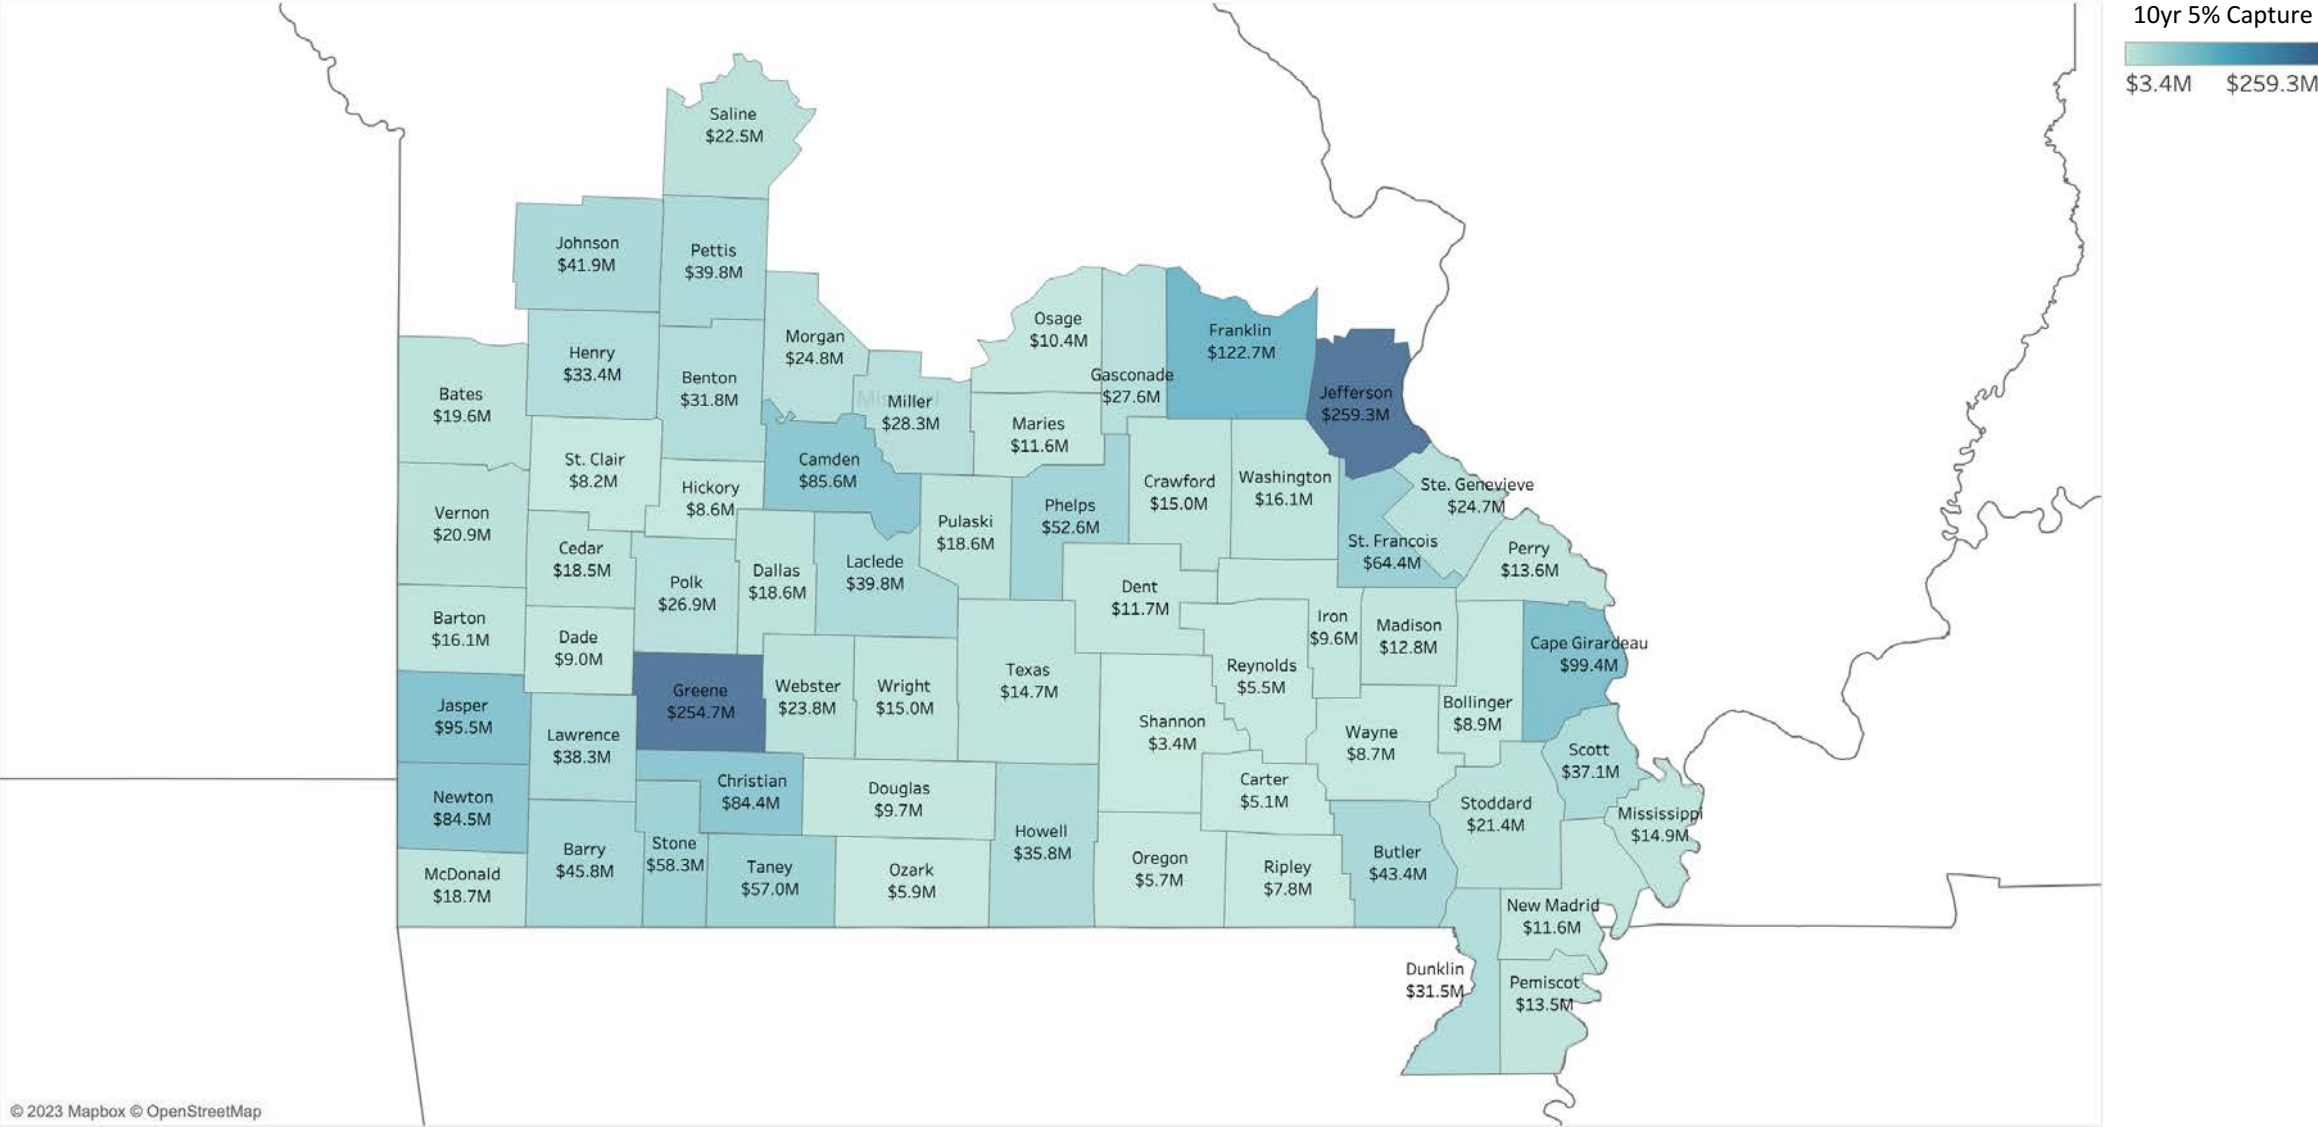 10yr 5% Capture
$3.4M $259.3M
Saline
$22.5M
Johnson
$41.9M
Pettis
$39.8M
Morgan
$24.8M
Osage
$10.4M
Gasconade
$27.6M
Franklin
$122.7M
Jefferson
$259.3M
Henry
$33.4M
Bates
$19.6M
Benton
$31.8M
Miller
$28.3M
Maries
$11.6M
St. Clair
$8.2M
Camden
$85.6M
Hickory
$8.6M
Crawford
$15.0M
Washington
$16.1M
Ste. Genevieve
$24.7M
Vernon
$20.9M
Phelps
$52.6M
Pulaski
$18.6M
St. Francois
$64.4M
Perry
$13.6M
Cedar
$18.5M
Polk
$26.9M
Dallas
$18.6M
Laclede
$39.8M
Dent
$11.7M
Barton
$16.1M
Dade
$9.0M
Iron
$9.6M
Madison
$12.8M
Cape Girardeau
$99.4M
Jasper
$95.5M
Greene
$254.7M
Webster
$23.8M
Wright
$15.0M
Texas
$14.7M
Reynolds
$5.5M
Bollinger
$8.9M
Lawrence
$38.3M
Shannon
$3.4M
Wayne
$8.7M
Scott
$37.1M
Newton
$84.5M
Christian
$84.4M
Douglas
$9.7M
Carter
$5.1M
Stoddard
$21.4M
Mississippi
$14.9M
McDonald
$18.7M
Barry
$45.8M
Stone
$58.3M
Taney
$57.0M
Ozark
$5.9M
Howell
$35.8M
Oregon
$5.7M
Ripley
$7.8M
Butler
$43.4M
New Madrid
$11.6M
Dunklin
$31.5M
Pemiscot
$13.5M
© 2023 Mapbox © OpenStreetMap